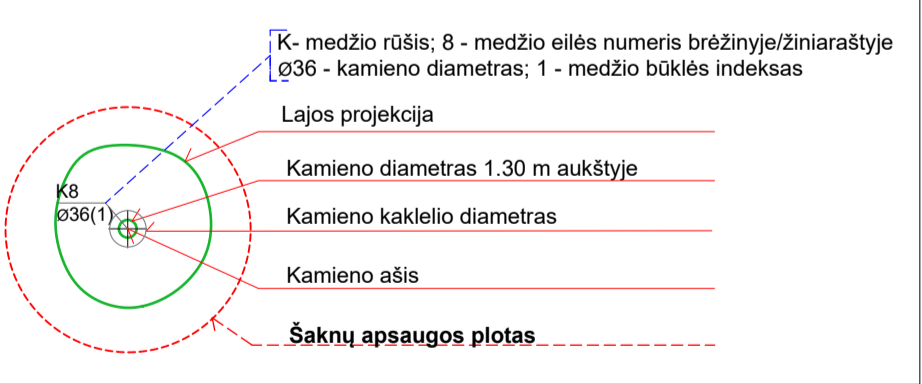 K- medžio rūšis; 8 - medžio eilės numeris brėžinyje/žiniaraštyje
Ø36 - kamieno diametras; 1 - medžio būklės indeksas
Lajos projekcija
Kamieno diametras 1.30 m aukštyje
K8
Ø36(1)
Kamieno kaklelio diametras
Kamieno ašis
Šaknų apsaugos plotas